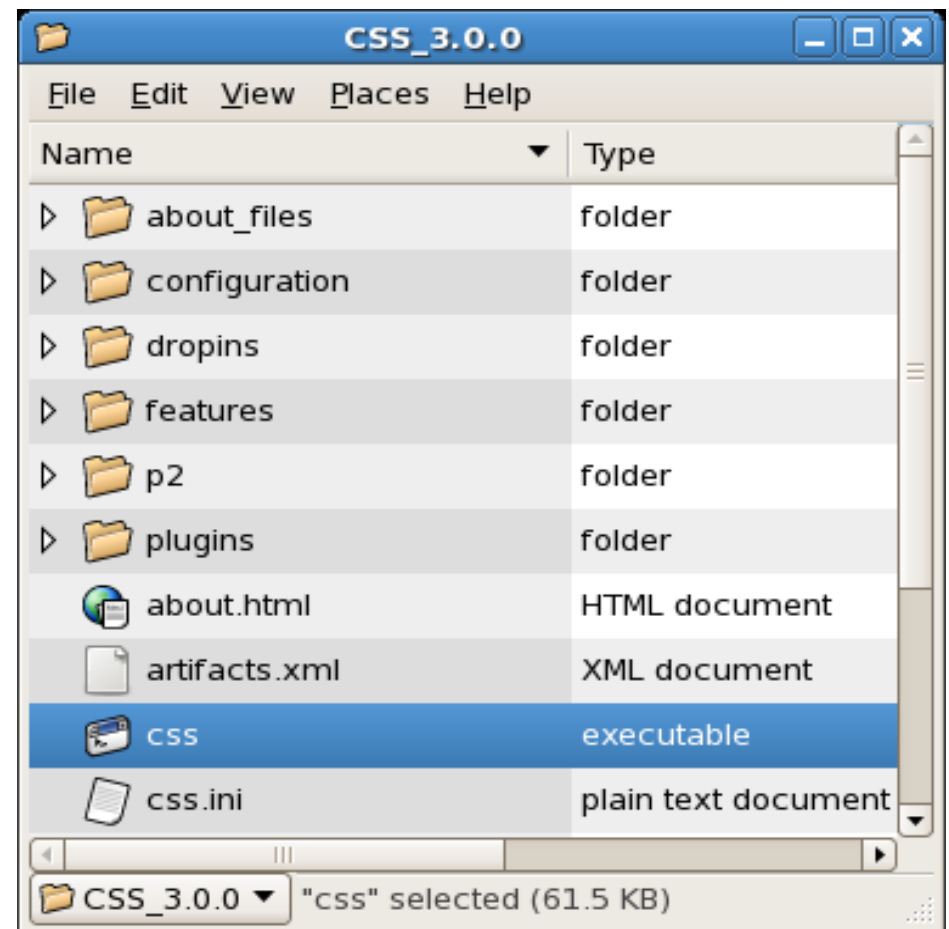 CSS_3.0.0
File Edit View Places Help
Name Type
about_files folder
configuration folder
dropins folder
features folder
p2 folder
plugins folder
about.html HTML document
artifacts.xml XML document
css executable
css.ini plain text document
CSS_3.0.0 "css" selected (61.5 KB)